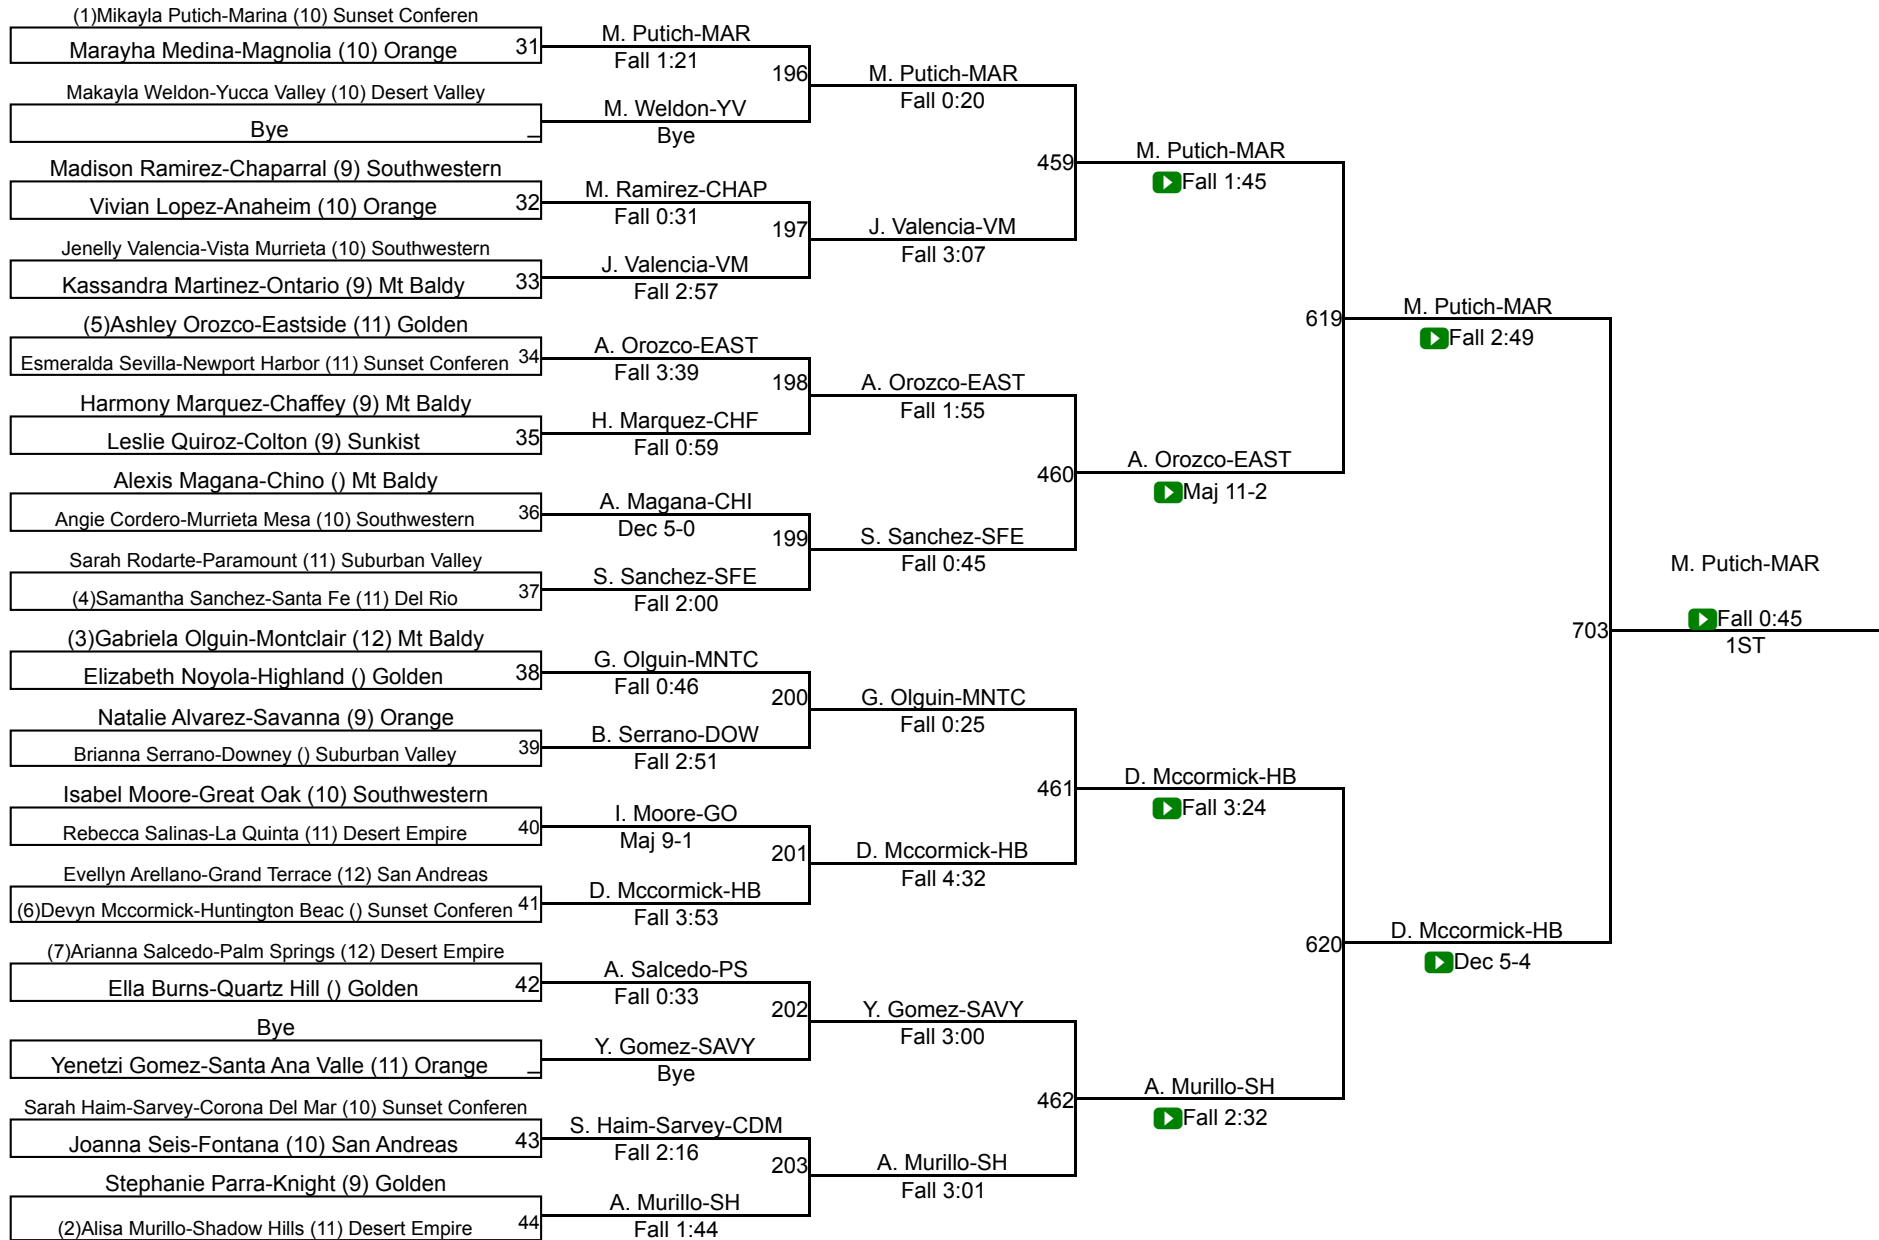 (1)Mikayla Putich-Marina (10) Sunset Conferen
Marayha Medina-Magnolia (10) Orange 31
Makayla Weldon-Yucca Valley (10) Desert Valley
Bye _
Madison Ramirez-Chaparral (9) Southwestern
Vivian Lopez-Anaheim (10) Orange 32
Jenelly Valencia-Vista Murrieta (10) Southwestern
Kassandra Martinez-Ontario (9) Mt Baldy 33
(5)Ashley Orozco-Eastside (11) Golden
Esmeralda Sevilla-Newport Harbor (11) Sunset Conferen 34
Harmony Marquez-Chaffey (9) Mt Baldy
Leslie Quiroz-Colton (9) Sunkist 35
Alexis Magana-Chino () Mt Baldy
Angie Cordero-Murrieta Mesa (10) Southwestern 36
Sarah Rodarte-Paramount (11) Suburban Valley
(4)Samantha Sanchez-Santa Fe (11) Del Rio 37
(3)Gabriela Olguin-Montclair (12) Mt Baldy
Elizabeth Noyola-Highland () Golden 38
Natalie Alvarez-Savanna (9) Orange
Brianna Serrano-Downey () Suburban Valley 39
Isabel Moore-Great Oak (10) Southwestern
Rebecca Salinas-La Quinta (11) Desert Empire 40
Evellyn Arellano-Grand Terrace (12) San Andreas
(6)Devyn Mccormick-Huntington Beac () Sunset Conferen 41
(7)Arianna Salcedo-Palm Springs (12) Desert Empire
Ella Burns-Quartz Hill () Golden 42
Bye
Yenetzi Gomez-Santa Ana Valle (11) Orange _
Sarah Haim-Sarvey-Corona Del Mar (10) Sunset Conferen
Joanna Seis-Fontana (10) San Andreas 43
Stephanie Parra-Knight (9) Golden
(2)Alisa Murillo-Shadow Hills (11) Desert Empire 44
M. Putich-MAR
Fall 1:21
196
M. Weldon-YV
Bye
M. Ramirez-CHAP
Fall 0:31
197
J. Valencia-VM
Fall 2:57
A. Orozco-EAST
Fall 3:39
198
H. Marquez-CHF
Fall 0:59
A. Magana-CHI
Dec 5-0
199
S. Sanchez-SFE
Fall 2:00
G. Olguin-MNTC
Fall 0:46
200
B. Serrano-DOW
Fall 2:51
I. Moore-GO
Maj 9-1
201
D. Mccormick-HB
Fall 3:53
A. Salcedo-PS
Fall 0:33
202
Y. Gomez-SAVY
Bye
S. Haim-Sarvey-CDM
Fall 2:16
203
A. Murillo-SH
Fall 1:44
M. Putich-MAR
Fall 0:20
459
J. Valencia-VM
Fall 3:07
A. Orozco-EAST
Fall 1:55
460
S. Sanchez-SFE
Fall 0:45
G. Olguin-MNTC
Fall 0:25
461
D. Mccormick-HB
Fall 4:32
Y. Gomez-SAVY
Fall 3:00
462
A. Murillo-SH
Fall 3:01
M. Putich-MAR
Fall 1:45
619
A. Orozco-EAST
Maj 11-2
D. Mccormick-HB
Fall 3:24
620
A. Murillo-SH
Fall 2:32
M. Putich-MAR
Fall 2:49
703
D. Mccormick-HB
Dec 5-4
M. Putich-MAR
Fall 0:45
1ST